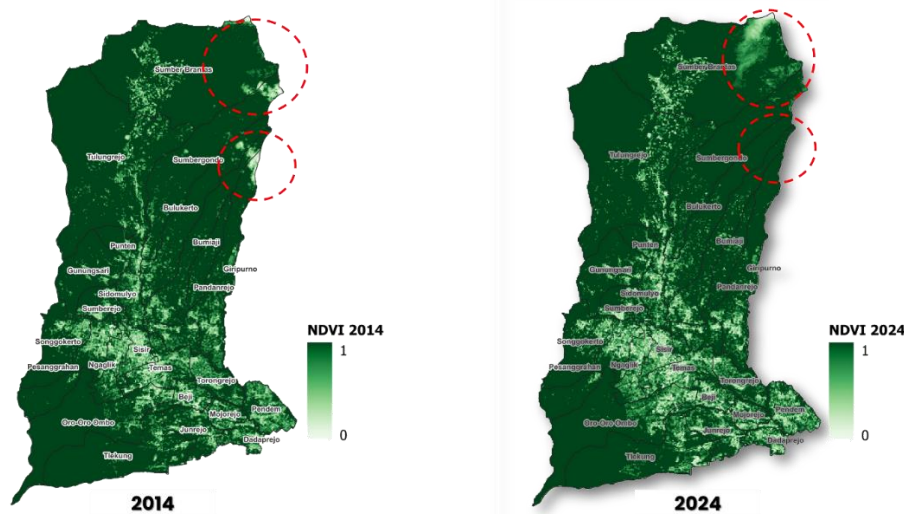 Sumber Brantas
Tulungrejo
Sumbergondo
Bulukerto
Punten
Bumiaji
Gunungsari
Giripurno
Sidomulyo
Pandanrejo
Sumberejo
Songgokerto
Sisir
Pesanggrahan
Ngaglik
Temas
Torongrejo
Beji
Pendem
Oro-Oro Ombo
Mojorejo
Junrejo
Dadaprejo
Tlekung
NDVI 2014
1
0
2014
Sumber Brantas
Tulungrejo
Sumbergondo
Bulukerto
Punten
Bumiaji
Gunungsari
Giripurno
Sidomulyo
Pandanrejo
Sumberejo
Songgokerto
Sisir
Pesanggrahan
Ngaglik
Temas
Torongrejo
Beji
Pendem
Oro-Oro Ombo
Mojorejo
Junrejo
Dadaprejo
Tlekung
NDVI 2024
1
0
2024